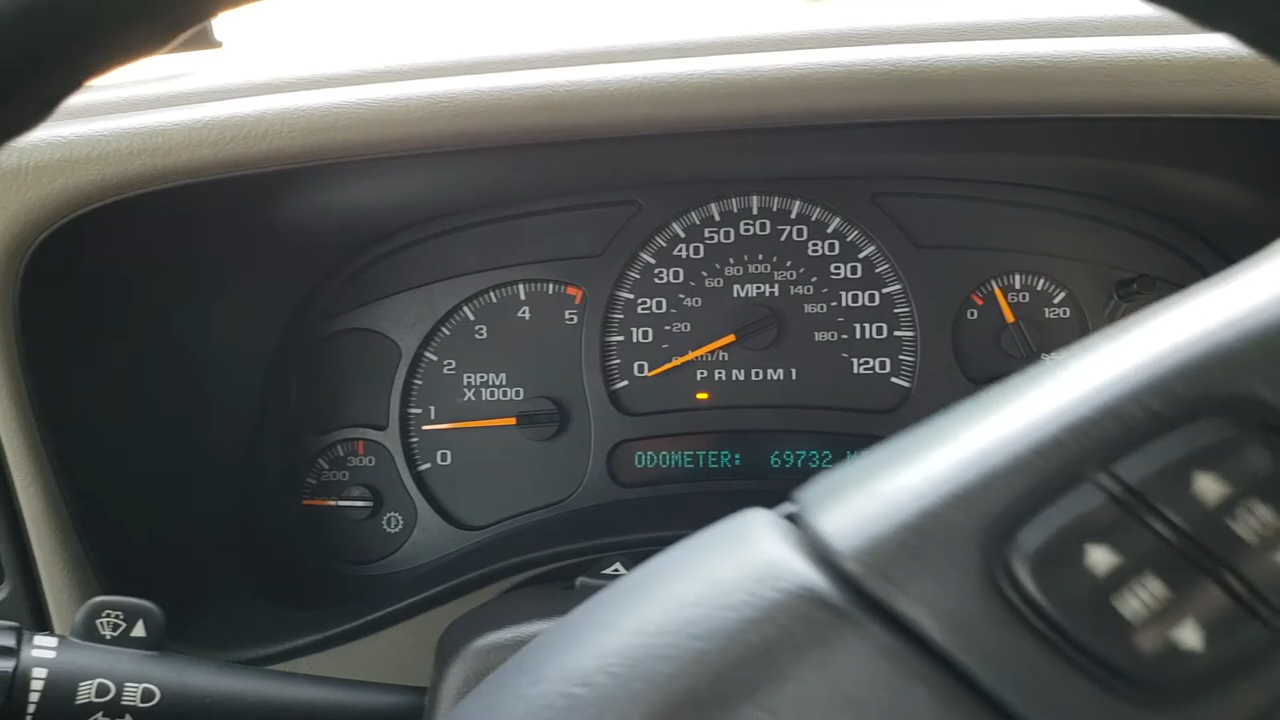 0 1 2 3 4 5
RPM
X1000
200 300
0 10 20 30 40 50 60 70 80 90 100 110 120
20 40 60 80 100 120 140 160 180
MPH
km/h
P R N D M 1
ODOMETER: 69732
0 60 120